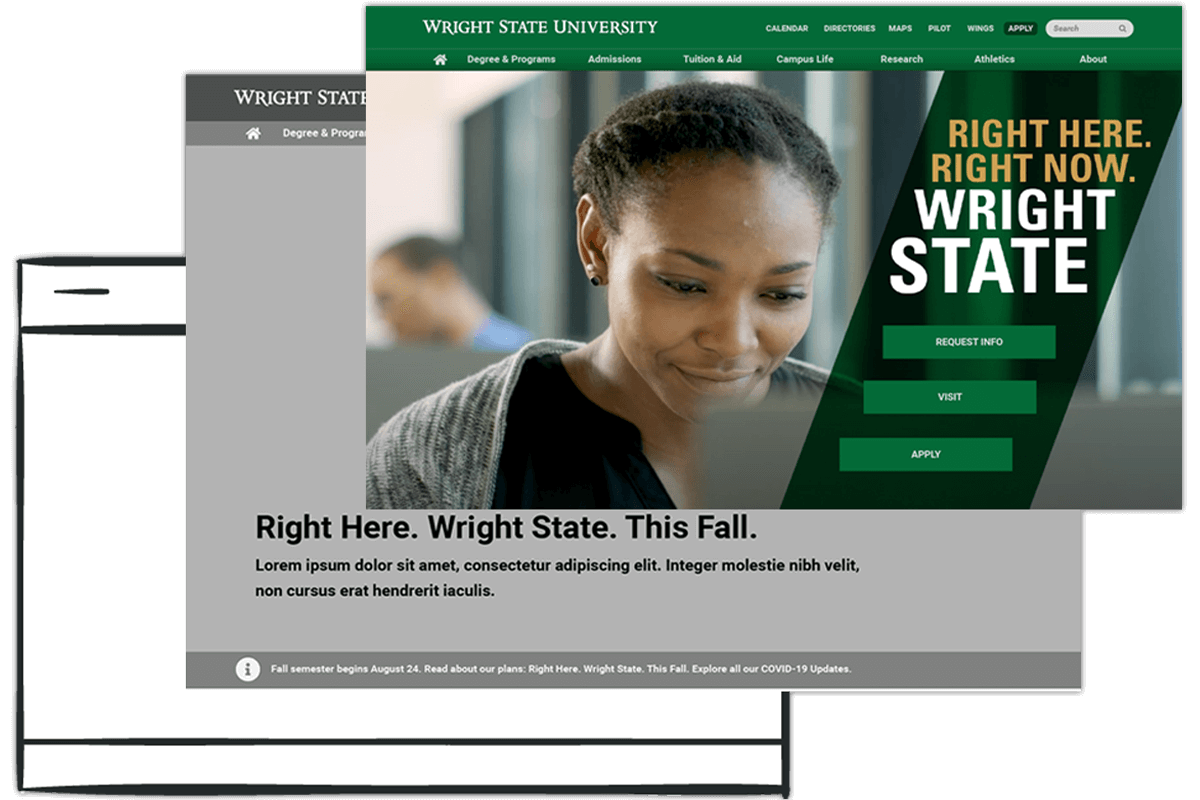 WRIGHT STATE UNIVERSITY
CALENDAR DIRECTORIES MAPS PILOT WINGS APPLY Search
Degree & Programs Admissions Tuition & Aid Campus Life Research Athletics About
RIGHT HERE.
RIGHT NOW.
WRIGHT
STATE
REQUEST INFO
VISIT
APPLY
WRIGHT STATE
Degree & Progra
Right Here. Wright State. This Fall.
Lorem ipsum dolor sit amet, consectetur adipiscing elit. Integer molestie nibh velit,
non cursus erat hendrerit iaculis.
Fall semester begins August 24. Read about our plans: Right Here. Wright State. This Fall. Explore all our COVID-19 Updates.